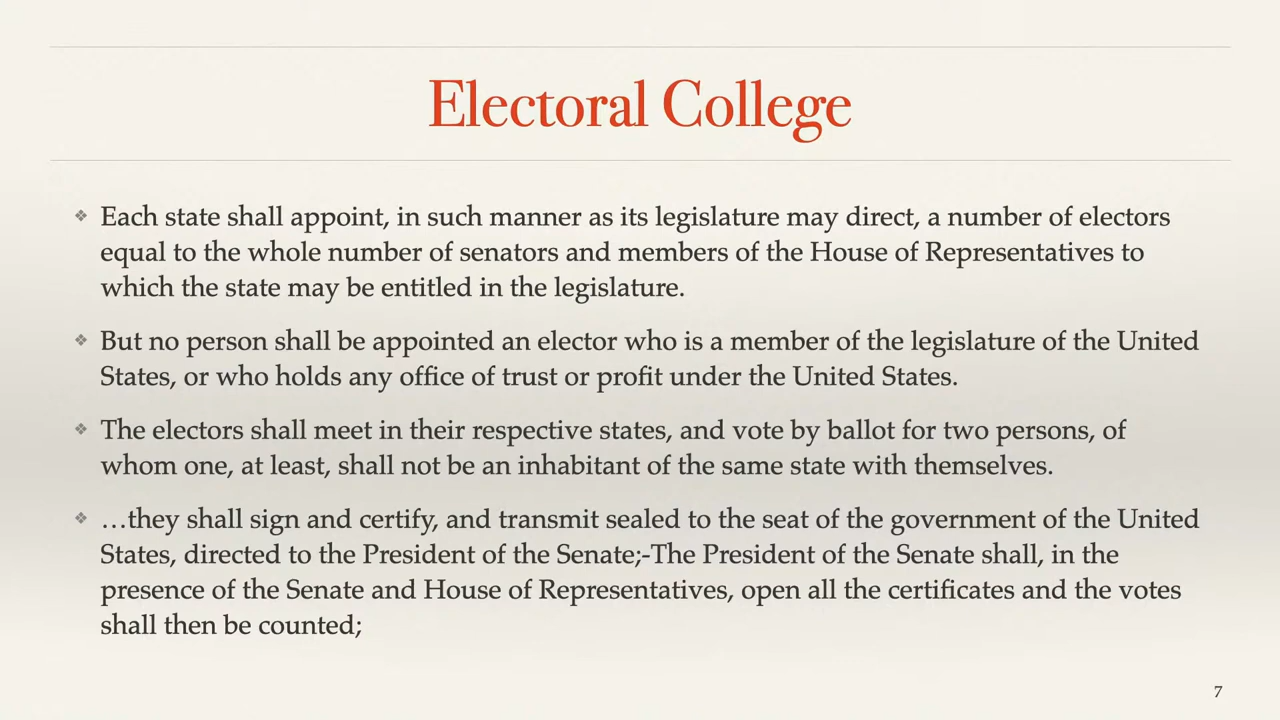 Electoral College
❖ Each state shall appoint, in such manner as its legislature may direct, a number of electors
equal to the whole number of senators and members of the House of Representatives to
which the state may be entitled in the legislature.
❖ But no person shall be appointed an elector who is a member of the legislature of the United
States, or who holds any office of trust or profit under the United States.
❖ The electors shall meet in their respective states, and vote by ballot for two persons, of
whom one, at least, shall not be an inhabitant of the same state with themselves.
❖ …they shall sign and certify, and transmit sealed to the seat of the government of the United
States, directed to the President of the Senate;-The President of the Senate shall, in the
presence of the Senate and House of Representatives, open all the certificates and the votes
shall then be counted;
7